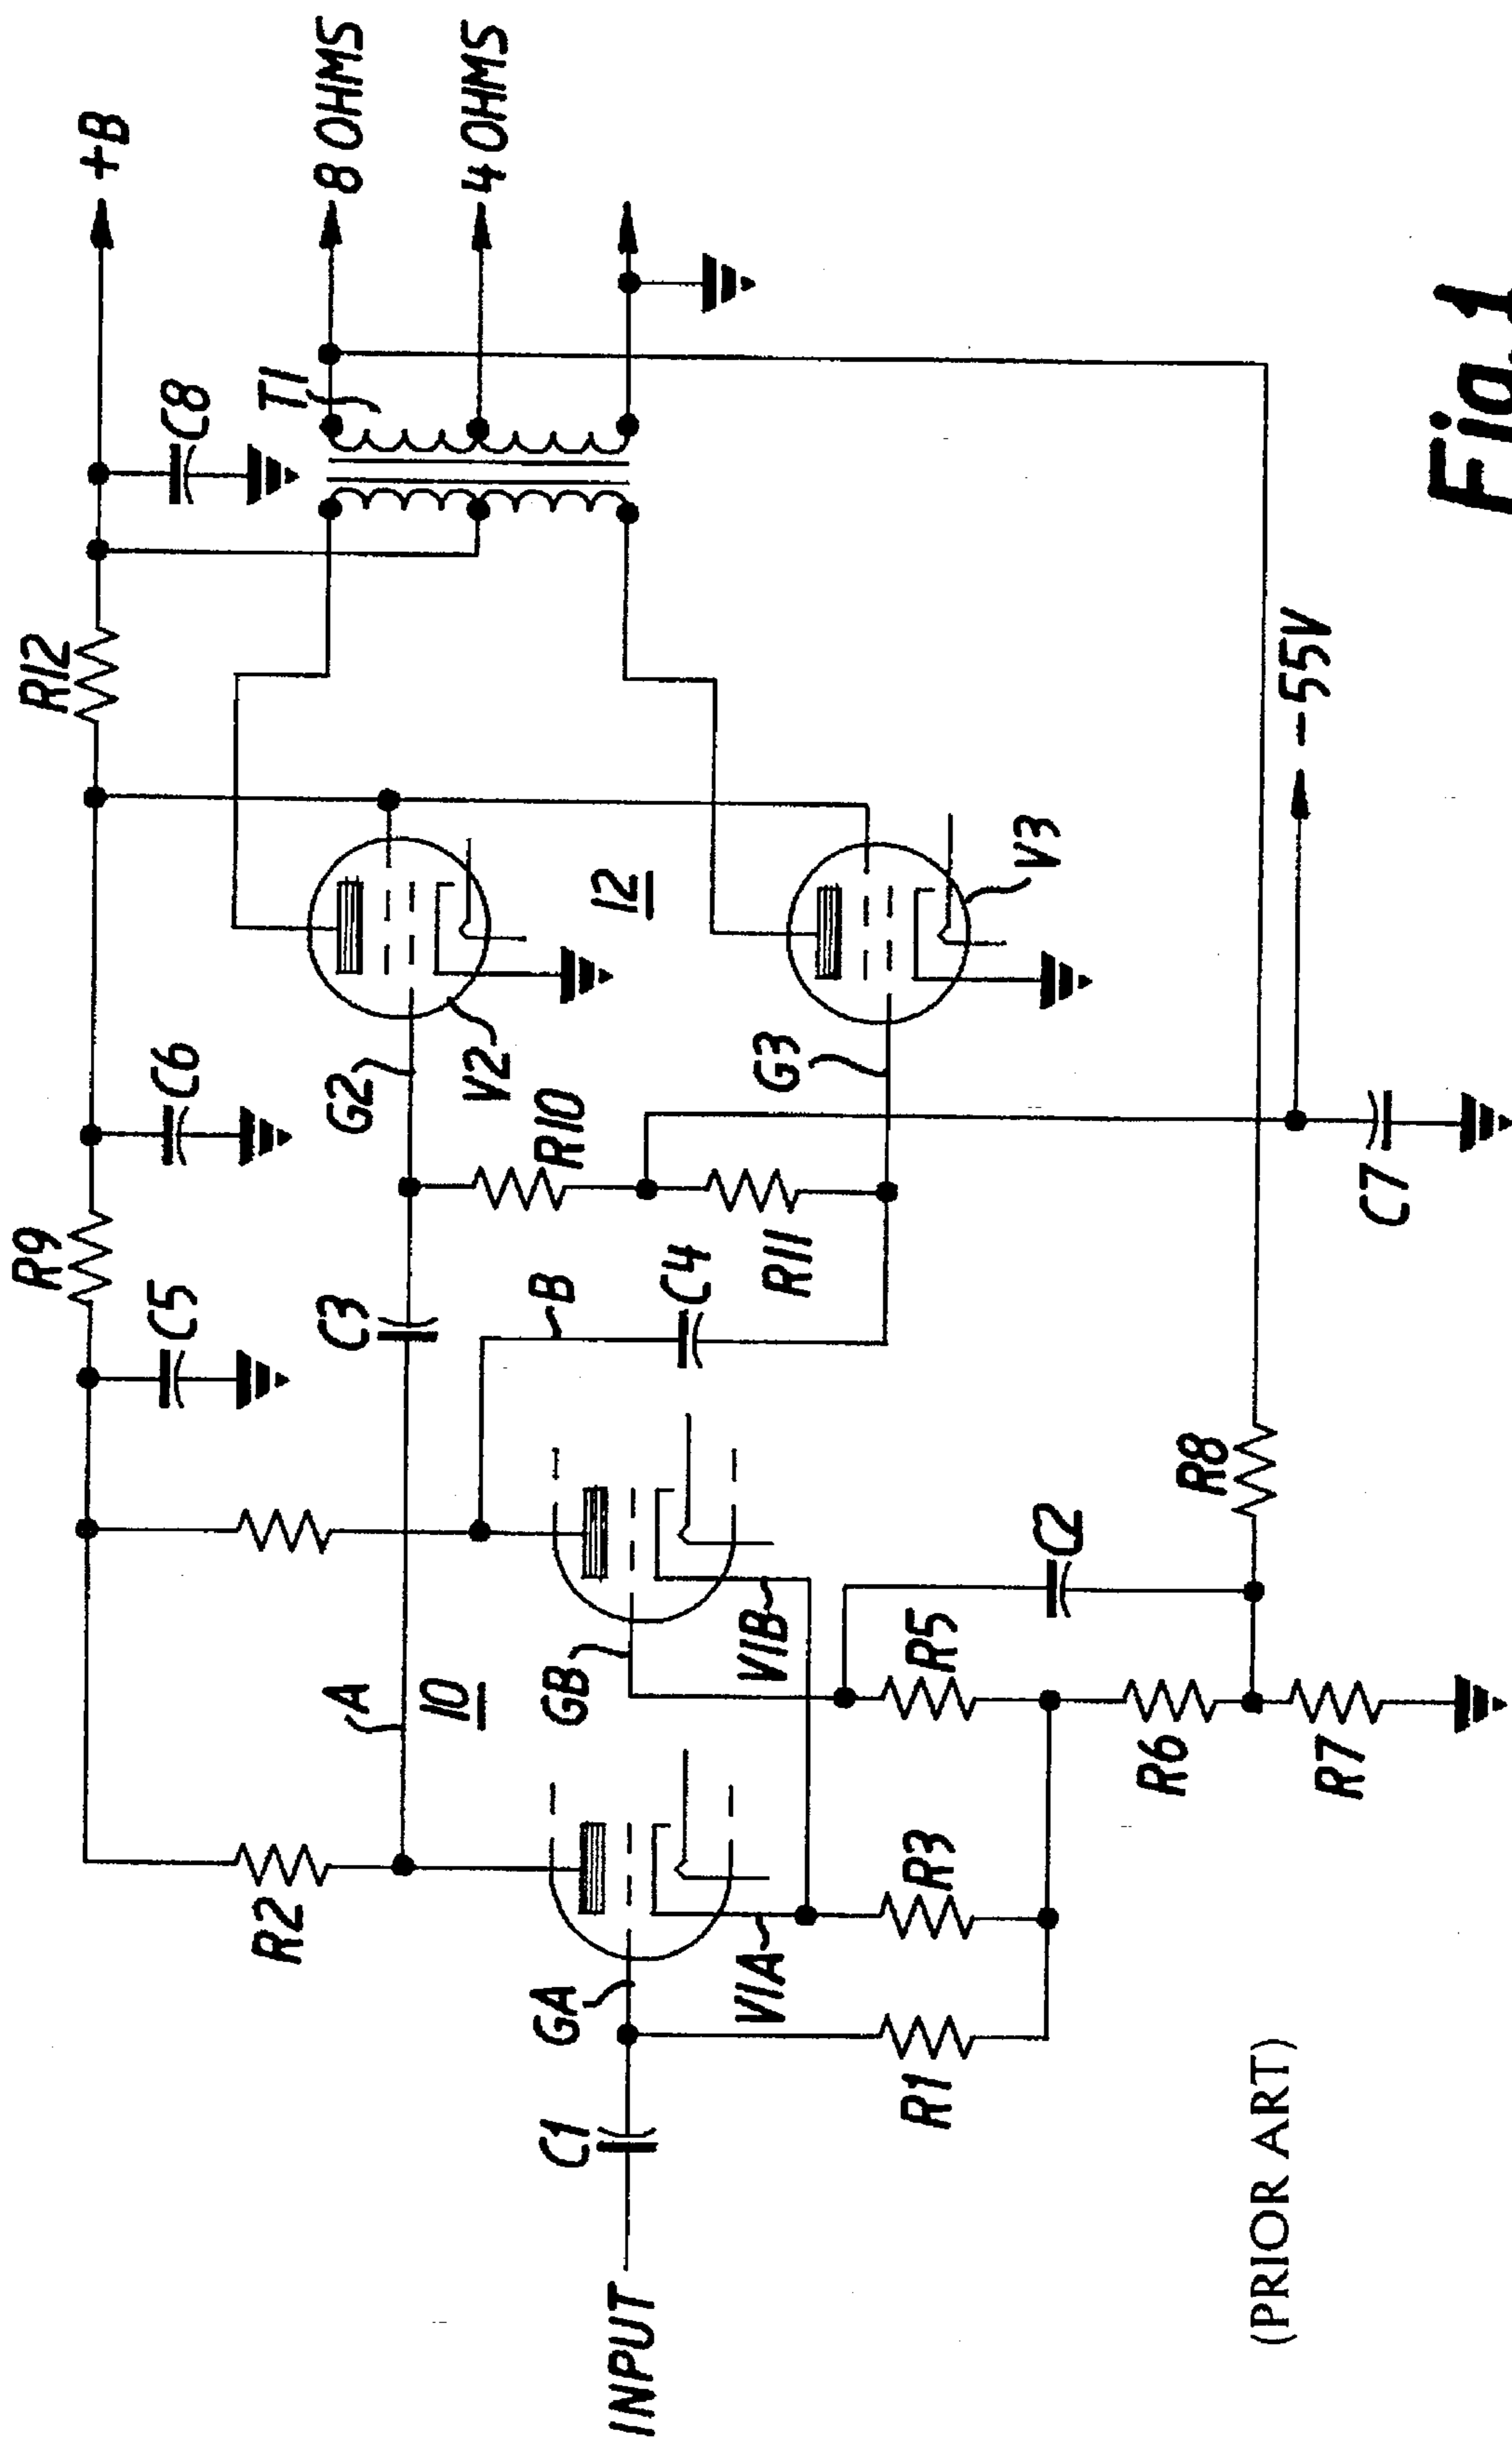 R9
R12
+B
C5
C6
C8
T1
8 OHMS
4 OHMS
R2
A
C3
G2
10
B
R10
V2
12
GA
GB
C4
G3
INPUT
C1
V1A
V1B
R11
V3
R1
R3
R5
C2
R6
R8
-55V
R7
C7
(PRIOR ART)
Fig. 1